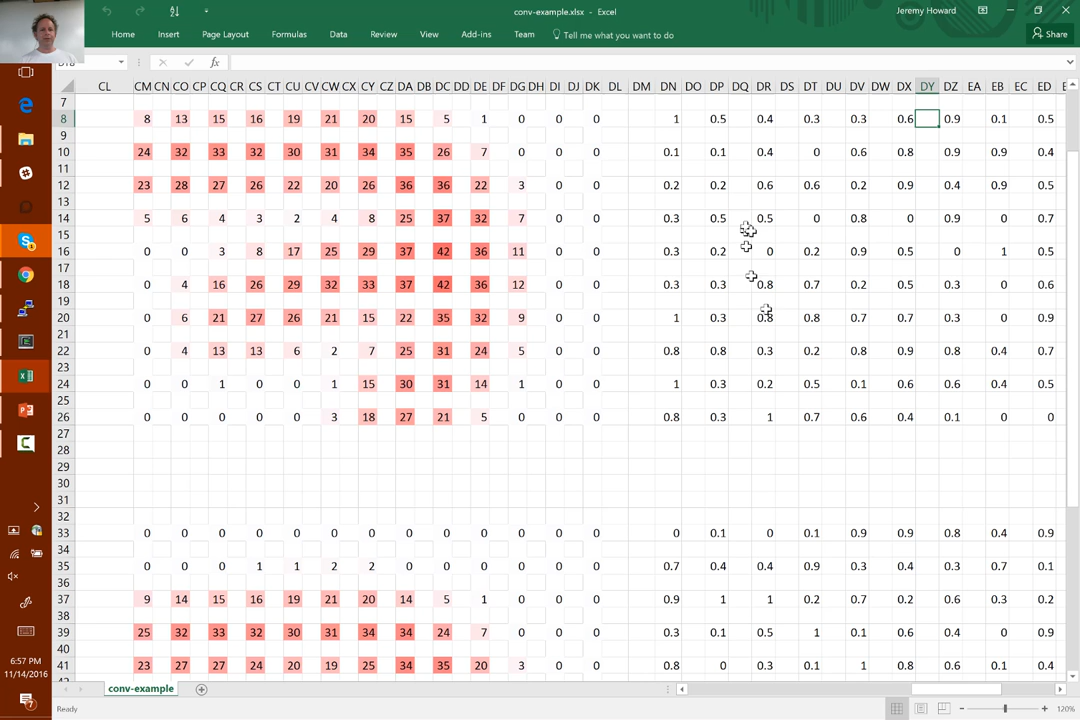 conv-example.xlsx - Excel
Jeremy Howard
Home Insert Page Layout Formulas Data Review View Add-ins Team Tell me what you want to do Share
fx
CL CM CN CO CP CQ CR CS CT CU CV CW CX CY CZ DA DB DC DD DE DF DG DH DI DJ DK DL DM DN DO DP DQ DR DS DT DU DV DW DX DY DZ EA EB EC ED
7
8 8 13 15 16 19 21 20 15 5 1 0 0 0 1 0.5 0.4 0.3 0.3 0.6 0.9 0.1 0.5
9
10 24 32 33 32 30 31 34 35 26 7 0 0 0 0.1 0.1 0.4 0 0.6 0.8 0.9 0.9 0.4
11
12 23 28 27 26 22 20 26 36 36 22 3 0 0 0.2 0.2 0.6 0.6 0.2 0.9 0.4 0.9 0.5
13
14 5 6 4 3 2 4 8 25 37 32 7 0 0 0.3 0.5 0.5 0 0.8 0 0.9 0 0.7
15
16 0 0 3 8 17 25 29 37 42 36 11 0 0 0.3 0.2 0 0.2 0.9 0.5 0 1 0.5
17
18 0 4 16 26 29 32 33 37 42 36 12 0 0 0.3 0.3 0.8 0.7 0.2 0.5 0.3 0 0.6
19
20 0 6 21 27 26 21 15 22 35 32 9 0 0 1 0.3 0.8 0.8 0.7 0.7 0.3 0 0.9
21
22 0 4 13 13 6 2 7 25 31 24 5 0 0 0.8 0.8 0.3 0.2 0.8 0.9 0.8 0.4 0.7
23
24 0 0 1 0 0 1 15 30 31 14 1 0 0 1 0.3 0.2 0.5 0.1 0.6 0.6 0.4 0.5
25
26 0 0 0 0 0 3 18 27 21 5 0 0 0 0.8 0.3 1 0.7 0.6 0.4 0.1 0 0
27
28
29
30
31
32
33 0 0 0 0 0 0 0 0 0 0 0 0 0 0 0.1 0 0.1 0.9 0.9 0.8 0.4 0.9
34
35 0 0 0 1 1 2 2 0 0 0 0 0 0 0.7 0.4 0.4 0.9 0.3 0.4 0.3 0.7 0.1
36
37 9 14 15 16 19 21 20 14 5 1 0 0 0 0.9 1 1 0.2 0.7 0.2 0.6 0.3 0.2
38
39 25 32 33 32 30 31 34 34 24 7 0 0 0 0.3 0.1 0.5 1 0.1 0.6 0.4 0 0.9
40
41 23 27 27 24 20 19 25 34 35 20 3 0 0 0.8 0 0.3 0.1 1 0.8 0.6 0.1 0.4
conv-example
Ready
120%
6:57 PM
11/14/2016